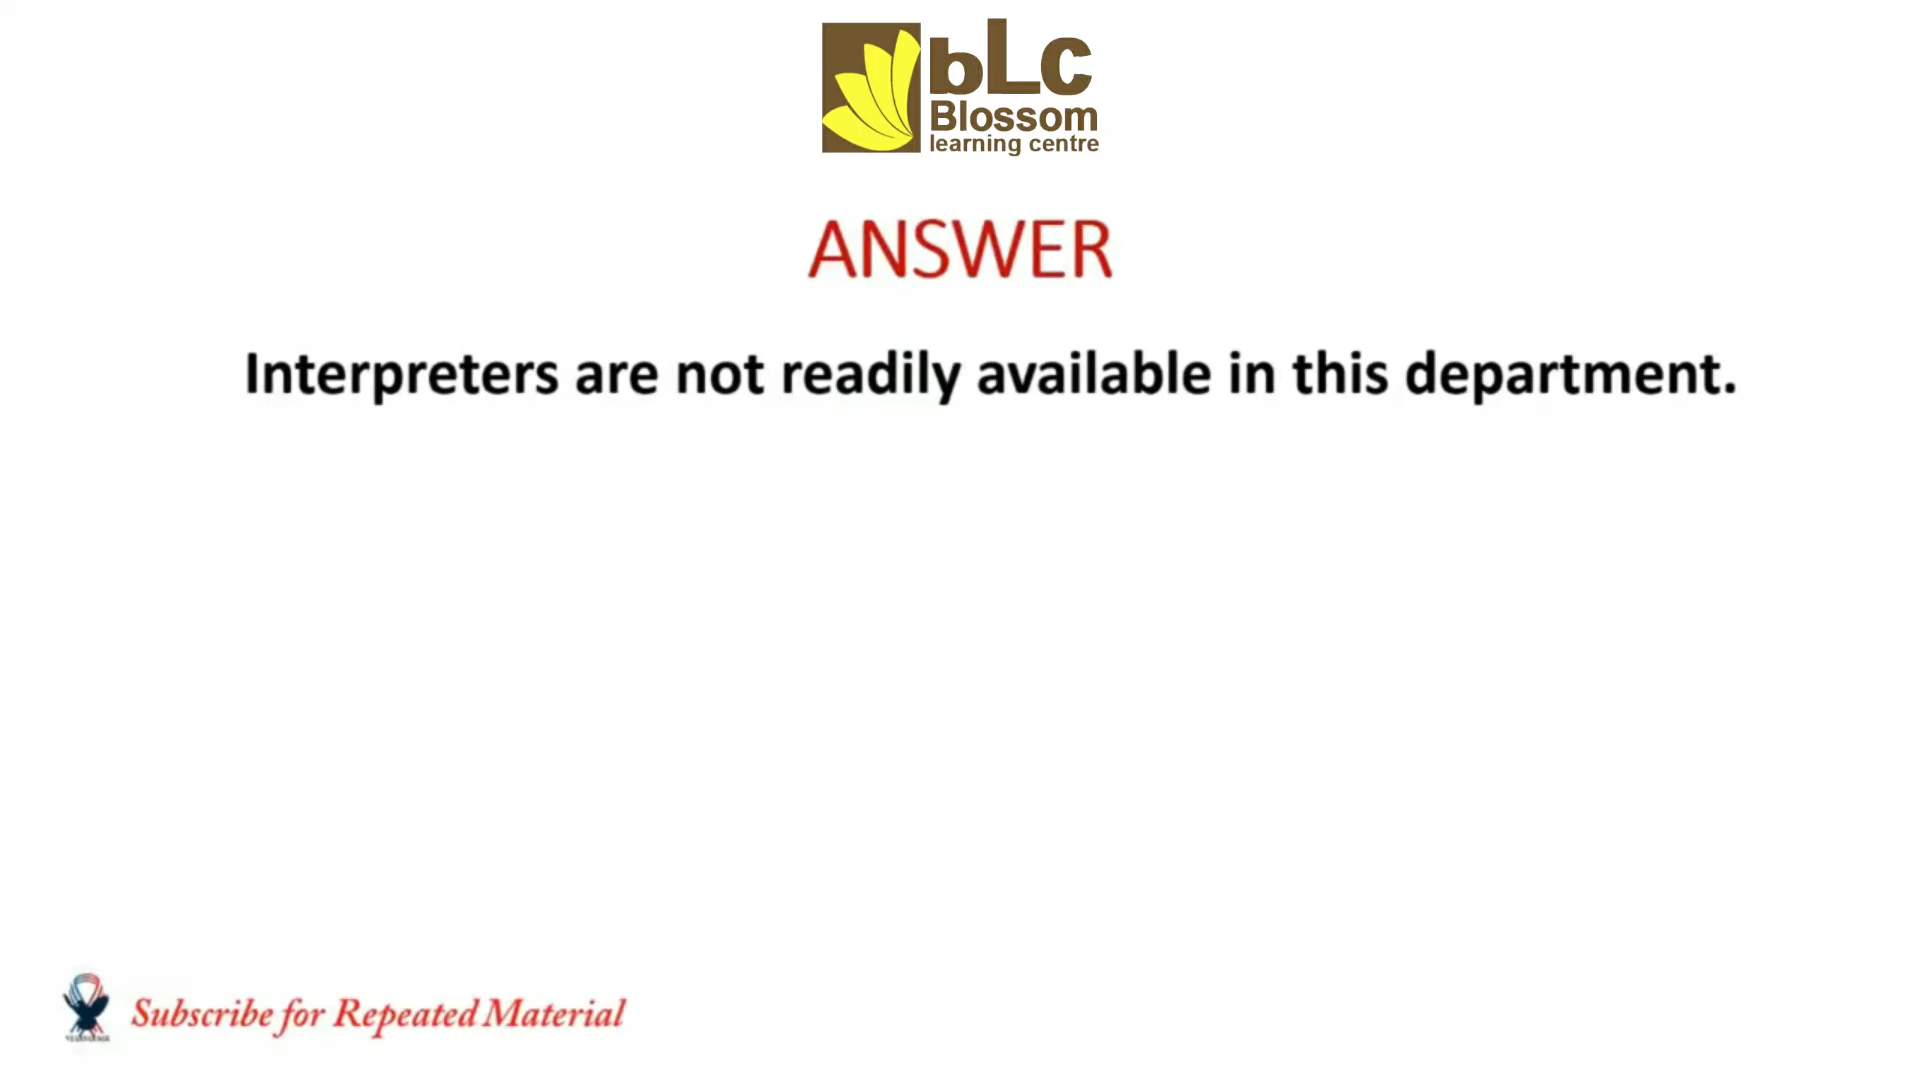 bLc
Blossom
learning centre
ANSWER
Interpreters are not readily available in this department.
Subscribe for Repeated Material